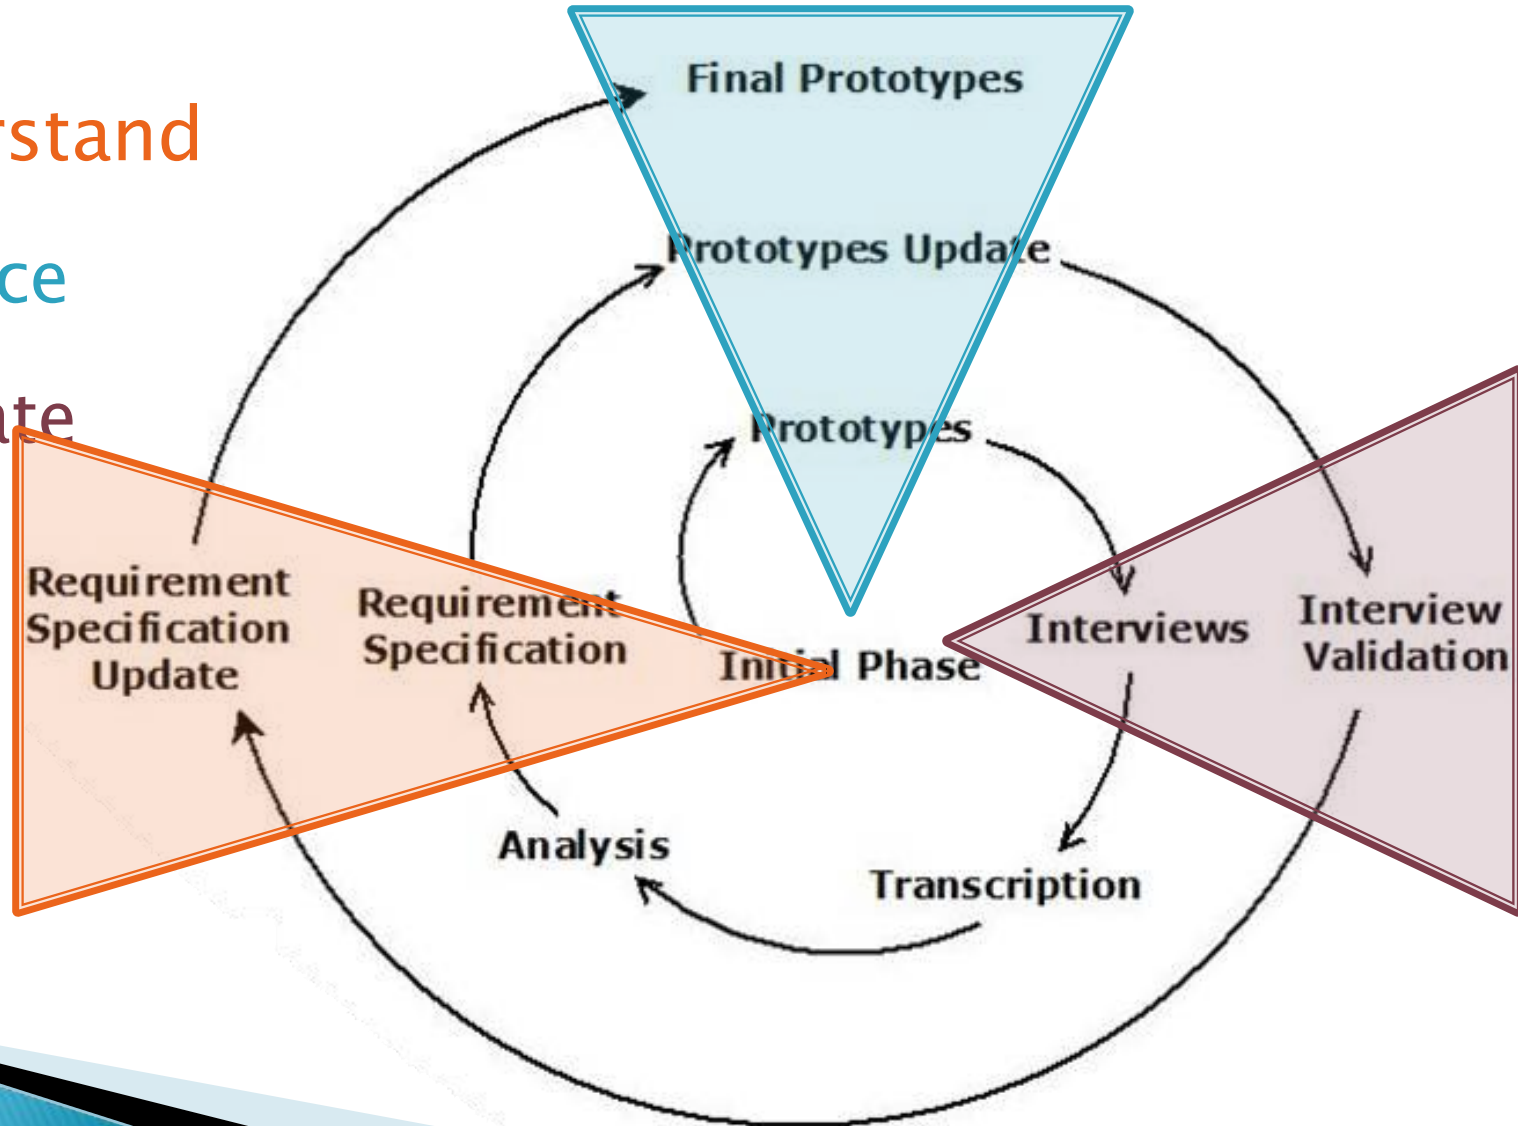 rstand
ce
ate
Final Prototypes
Prototypes Update
Prototypes
Requirement
Specification
Update
Requirement
Specification
Initial Phase
Interviews
Interview
Validation
Analysis
Transcription